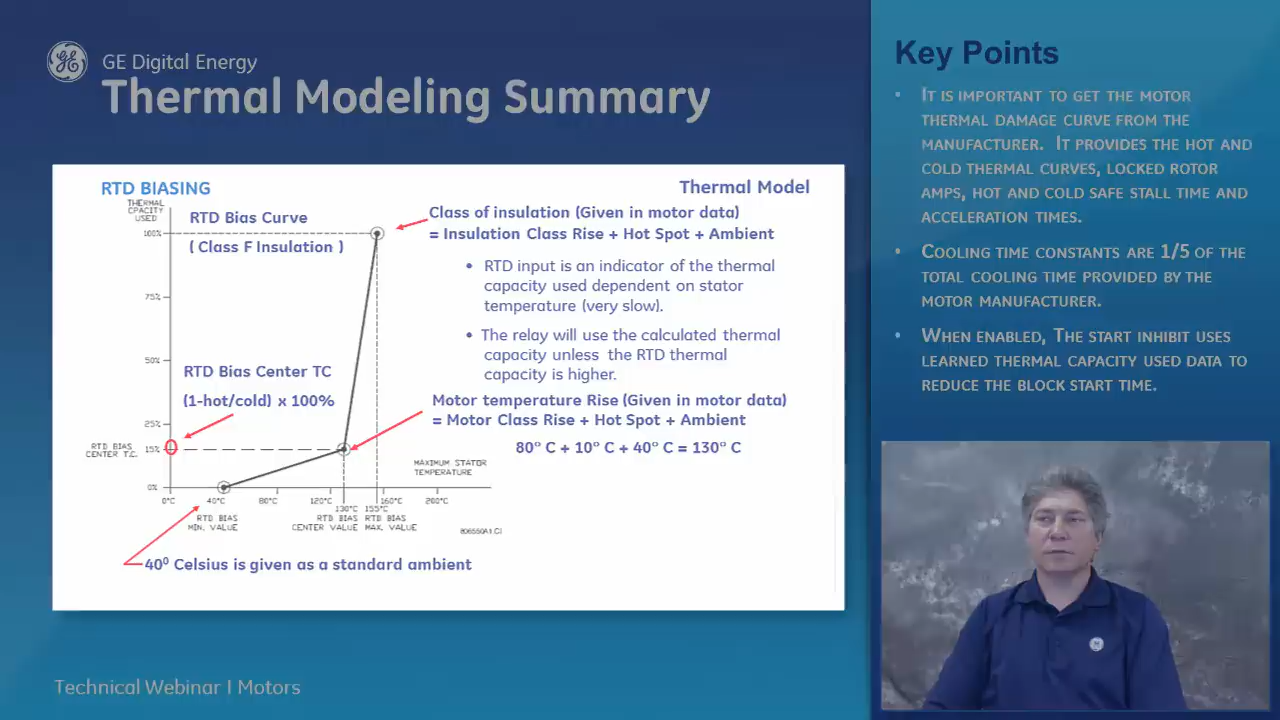 GE Digital Energy
Thermal Modeling Summary
RTD BIASING
THERMAL
CPACITY
USED
RTD Bias Curve
( Class F Insulation )
100%
75%
50%
RTD Bias Center TC
(1-hot/cold) x 100%
25%
RTD BIAS
CENTER T.C.
15%
0%
0°C
40°C
80°C
120°C
130°C
155°C
160°C
200°C
MAXIMUM STATOR
TEMPERATURE
RTD BIAS
MIN. VALUE
RTD BIAS
CENTER VALUE
RTD BIAS
MAX. VALUE
806550A1.C
40⁰ Celsius is given as a standard ambient
Thermal Model
Class of insulation (Given in motor data)
= Insulation Class Rise + Hot Spot + Ambient
• RTD input is an indicator of the thermal
capacity used dependent on stator
temperature (very slow).
• The relay will use the calculated thermal
capacity unless the RTD thermal
capacity is higher.
Motor temperature Rise (Given in motor data)
= Motor Class Rise + Hot Spot + Ambient
80° C + 10° C + 40° C = 130° C
Technical Webinar | Motors
Key Points
• IT IS IMPORTANT TO GET THE MOTOR
THERMAL DAMAGE CURVE FROM THE
MANUFACTURER. IT PROVIDES THE HOT AND
COLD THERMAL CURVES, LOCKED ROTOR
AMPS, HOT AND COLD SAFE STALL TIME AND
ACCELERATION TIMES.
• COOLING TIME CONSTANTS ARE 1/5 OF THE
TOTAL COOLING TIME PROVIDED BY THE
MOTOR MANUFACTURER.
• WHEN ENABLED, THE START INHIBIT USES
LEARNED THERMAL CAPACITY USED DATA TO
REDUCE THE BLOCK START TIME.